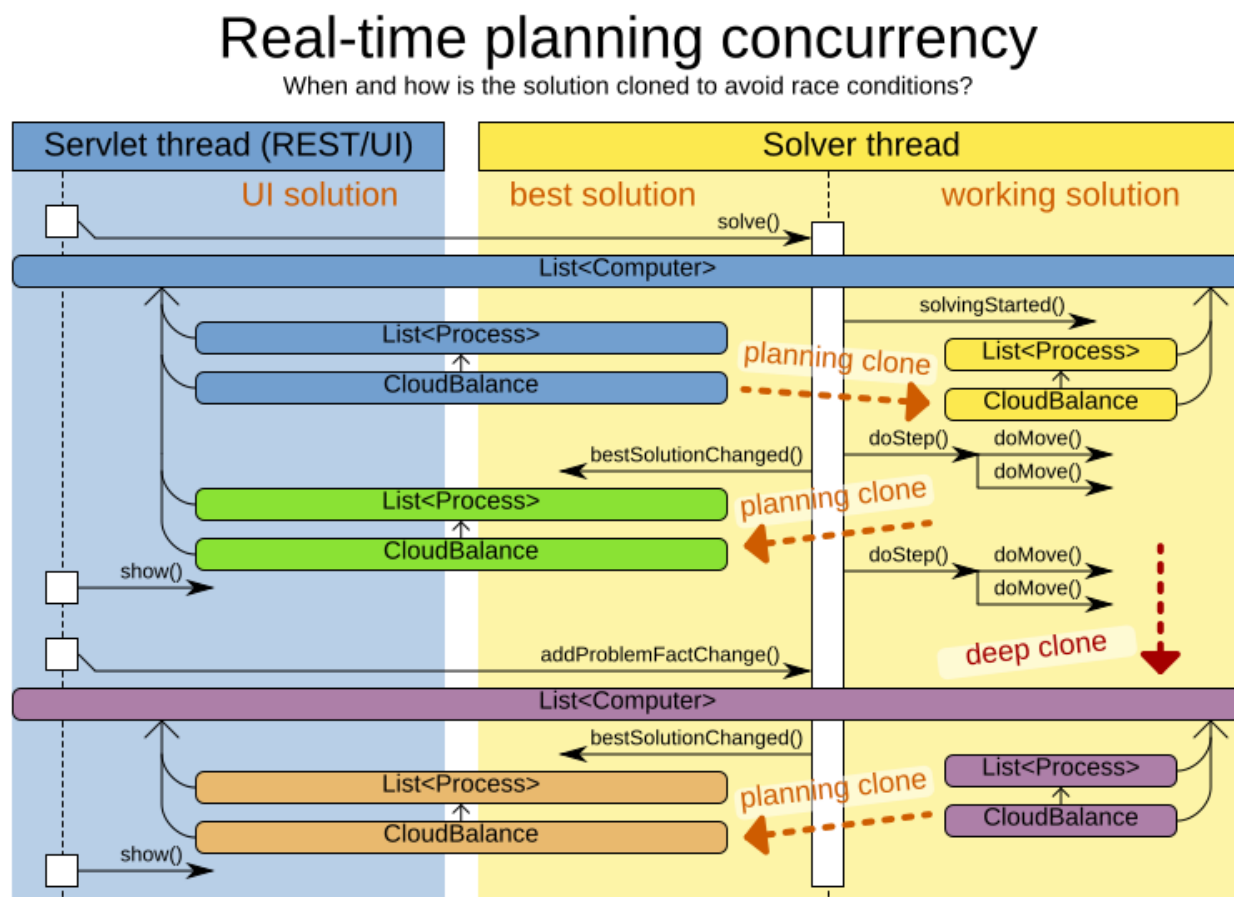 Real-time planning concurrency
When and how is the solution cloned to avoid race conditions?
Servlet thread (REST/UI)
Solver thread
UI solution
best solution
working solution
solve()
List<Computer>
solvingStarted()
List<Process>
planning clone
List<Process>
CloudBalance
CloudBalance
doStep()
doMove()
bestSolutionChanged()
doMove()
List<Process>
planning clone
CloudBalance
doStep()
doMove()
show()
doMove()
addProblemFactChange()
deep clone
List<Computer>
bestSolutionChanged()
List<Process>
List<Process>
planning clone
CloudBalance
CloudBalance
show()